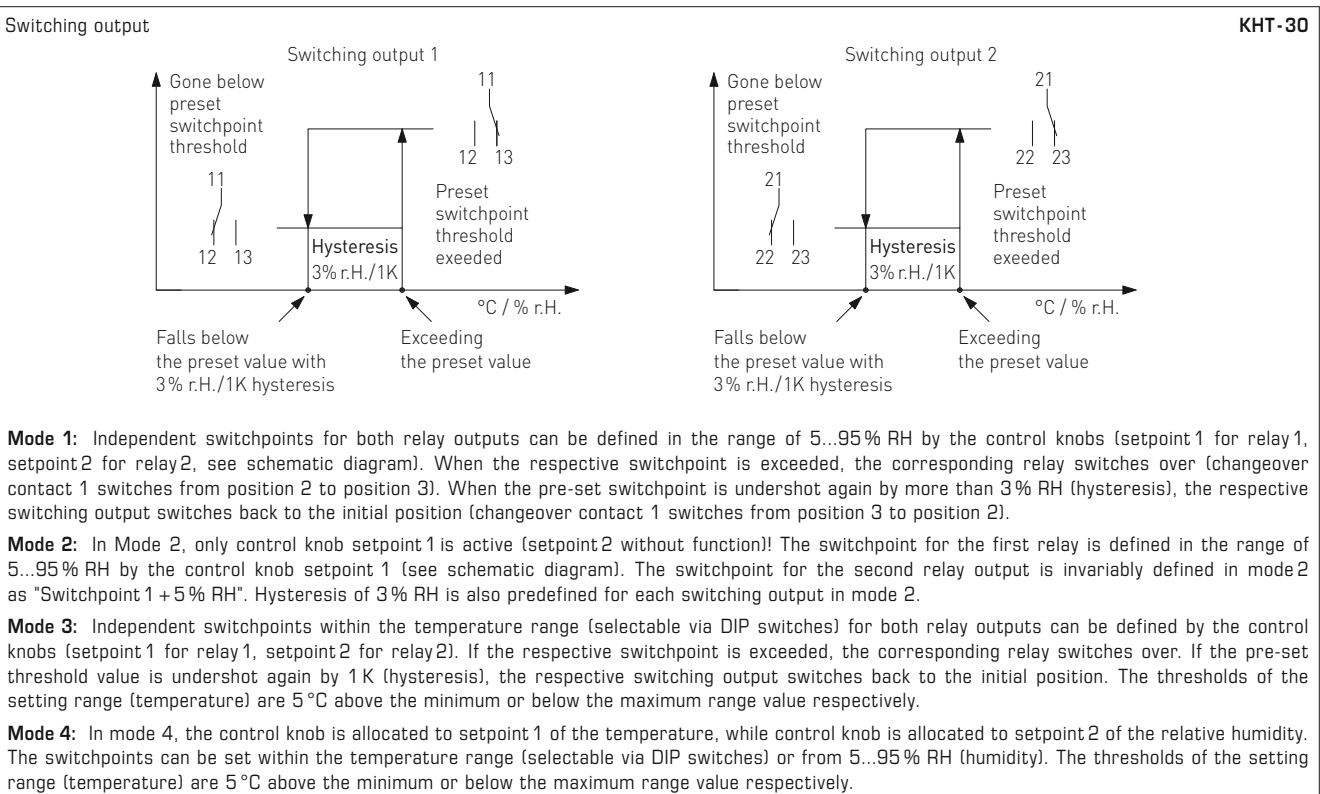 Switching output
KHT-30
Switching output 1
Gone below
preset
switchpoint
threshold
11
12 13
11
12 13
Preset
switchpoint
threshold
exeeded
Hysteresis
3% r.H./1K
°C / % r.H.
Falls below
the preset value with
3% r.H./1K hysteresis
Exceeding
the preset value
Switching output 2
Gone below
preset
switchpoint
threshold
21
22 23
21
22 23
Preset
switchpoint
threshold
exeeded
Hysteresis
3% r.H./1K
°C / % r.H.
Falls below
the preset value with
3% r.H./1K hysteresis
Exceeding
the preset value
Mode 1: Independent switchpoints for both relay outputs can be defined in the range of 5...95% RH by the control knobs (setpoint 1 for relay 1,
setpoint 2 for relay 2, see schematic diagram). When the respective switchpoint is exceeded, the corresponding relay switches over (changeover
contact 1 switches from position 2 to position 3). When the pre-set switchpoint is undershot again by more than 3% RH (hysteresis), the respective
switching output switches back to the initial position (changeover contact 1 switches from position 3 to position 2).
Mode 2: In Mode 2, only control knob setpoint 1 is active (setpoint 2 without function)! The switchpoint for the first relay is defined in the range of
5...95% RH by the control knob setpoint 1 (see schematic diagram). The switchpoint for the second relay output is invariably defined in mode 2
as "Switchpoint 1 + 5% RH". Hysteresis of 3% RH is also predefined for each switching output in mode 2.
Mode 3: Independent switchpoints within the temperature range (selectable via DIP switches) for both relay outputs can be defined by the control
knobs (setpoint 1 for relay 1, setpoint 2 for relay 2). If the respective switchpoint is exceeded, the corresponding relay switches over. If the pre-set
threshold value is undershot again by 1 K (hysteresis), the respective switching output switches back to the initial position. The thresholds of the
setting range (temperature) are 5 °C above the minimum or below the maximum range value respectively.
Mode 4: In mode 4, the control knob is allocated to setpoint 1 of the temperature, while control knob is allocated to setpoint 2 of the relative humidity.
The switchpoints can be set within the temperature range (selectable via DIP switches) or from 5...95% RH (humidity). The thresholds of the setting
range (temperature) are 5 °C above the minimum or below the maximum range value respectively.